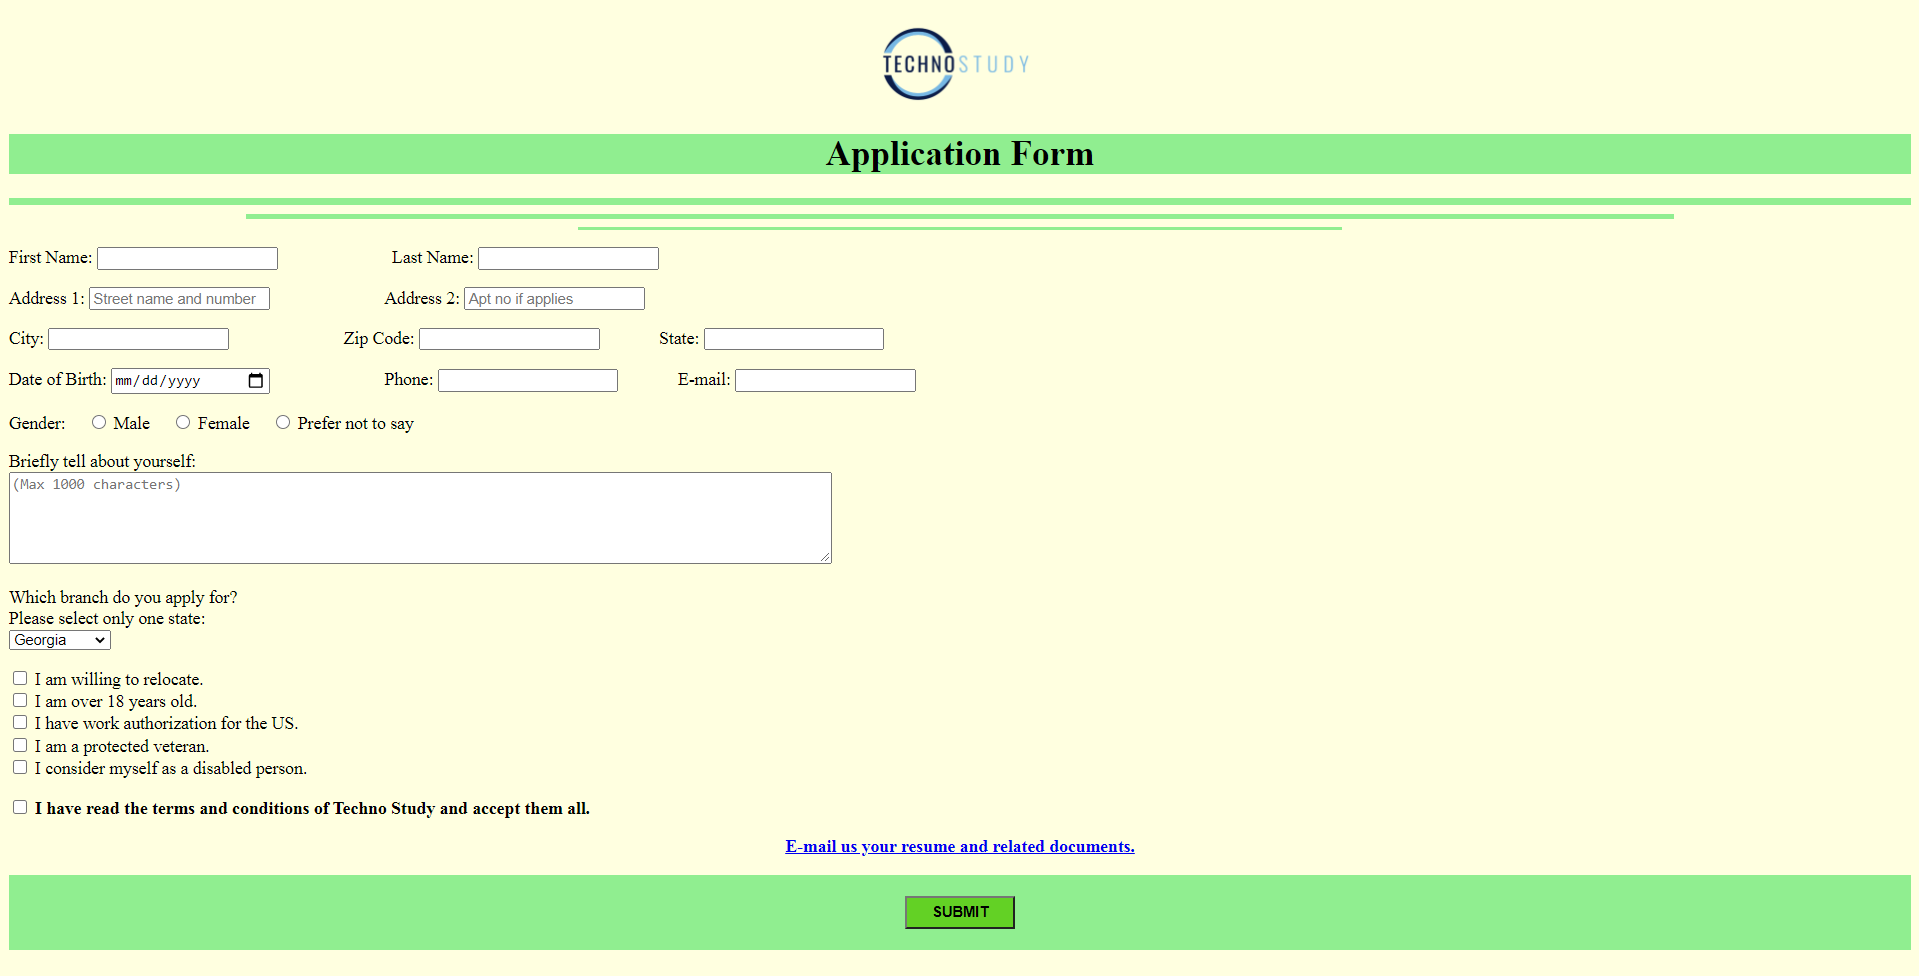 TECHNOSTUDY
Application Form
First Name: Last Name:
Address 1: Street name and number Address 2: Apt no if applies
City: Zip Code: State:
Date of Birth: mm/dd/yyyy Phone: E-mail:
Gender: Male Female Prefer not to say
Briefly tell about yourself:
(Max 1000 characters)
Which branch do you apply for?
Please select only one state:
Georgia
I am willing to relocate.
I am over 18 years old.
I have work authorization for the US.
I am a protected veteran.
I consider myself as a disabled person.
I have read the terms and conditions of Techno Study and accept them all.
E-mail us your resume and related documents.
SUBMIT